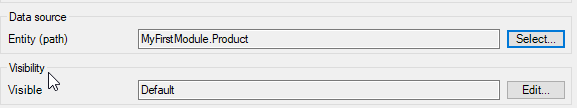 Data source
Entity (path) MyFirstModule.Product Select...
Visibility
Visible Default Edit...